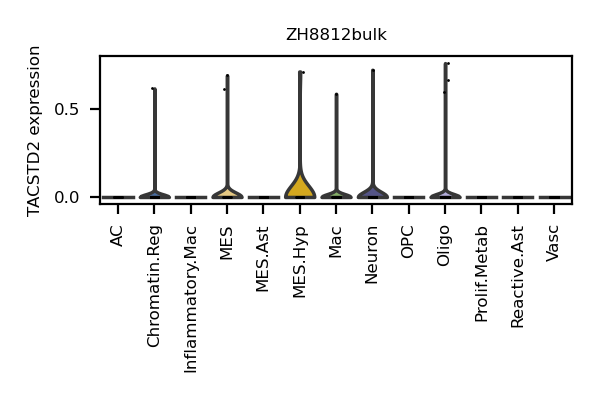 ZH8812bulk
TACSTD2 expression
0.5
0.0
AC
Chromatin.Reg
Inflammatory.Mac
MES
MES.Ast
MES.Hyp
Mac
Neuron
OPC
Oligo
Prolif.Metab
Reactive.Ast
Vasc